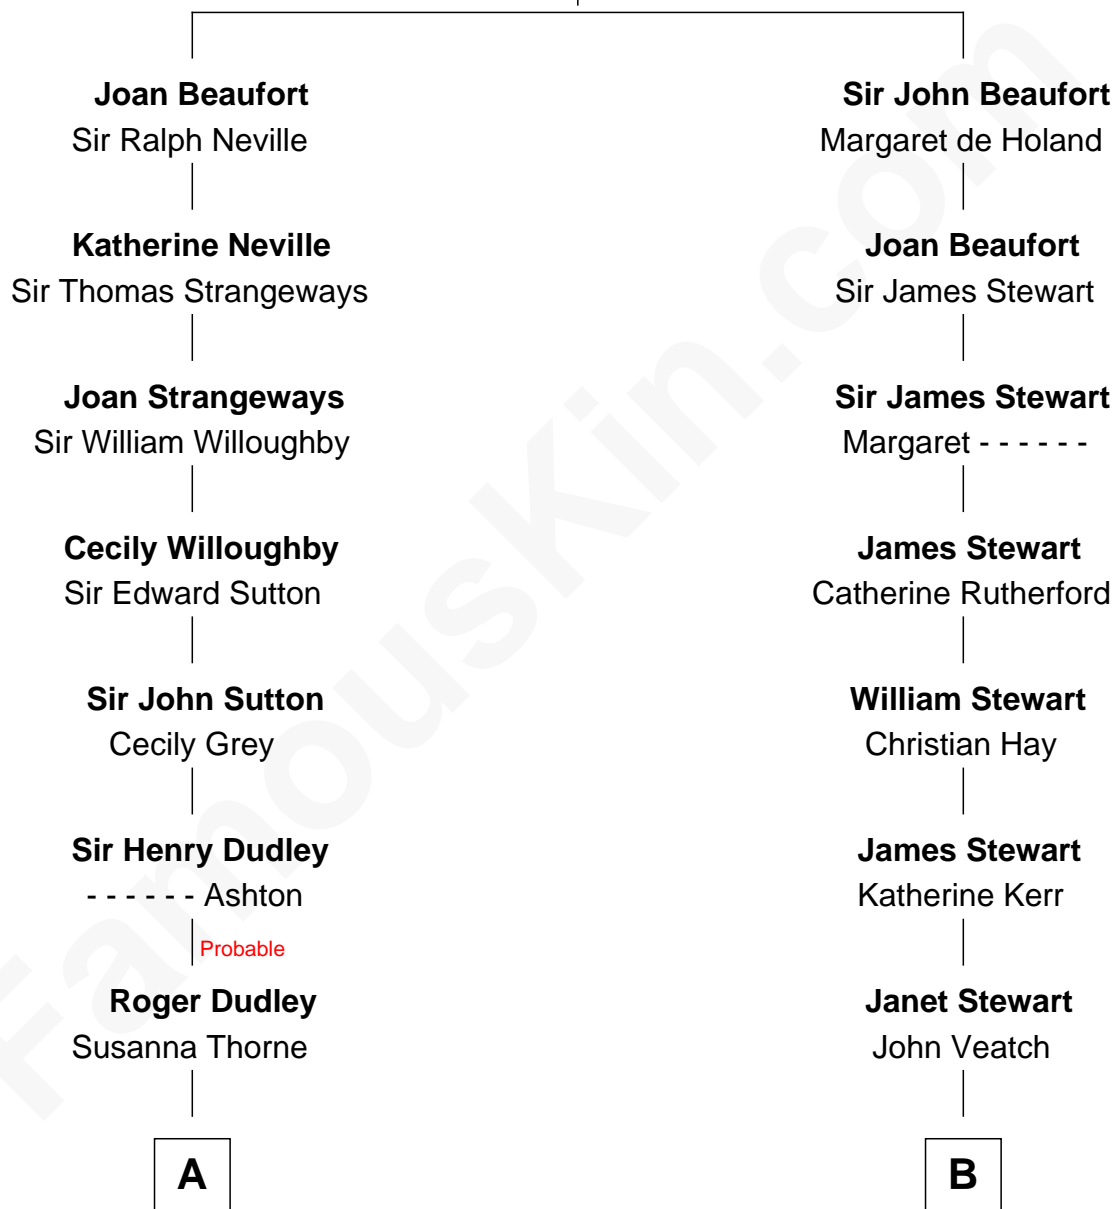 Joan Beaufort
Sir Ralph Neville
Katherine Neville
Sir Thomas Strangeways
Joan Strangeways
Sir William Willoughby
Cecily Willoughby
Sir Edward Sutton
Sir John Sutton
Cecily Grey
Sir Henry Dudley
- - - - - - Ashton
Probable
Roger Dudley
Susanna Thorne
A
Sir John Beaufort
Margaret de Holand
Joan Beaufort
Sir James Stewart
Sir James Stewart
Margaret - - - - - -
James Stewart
Catherine Rutherford
William Stewart
Christian Hay
James Stewart
Katherine Kerr
Janet Stewart
John Veatch
B
FamousKin.com